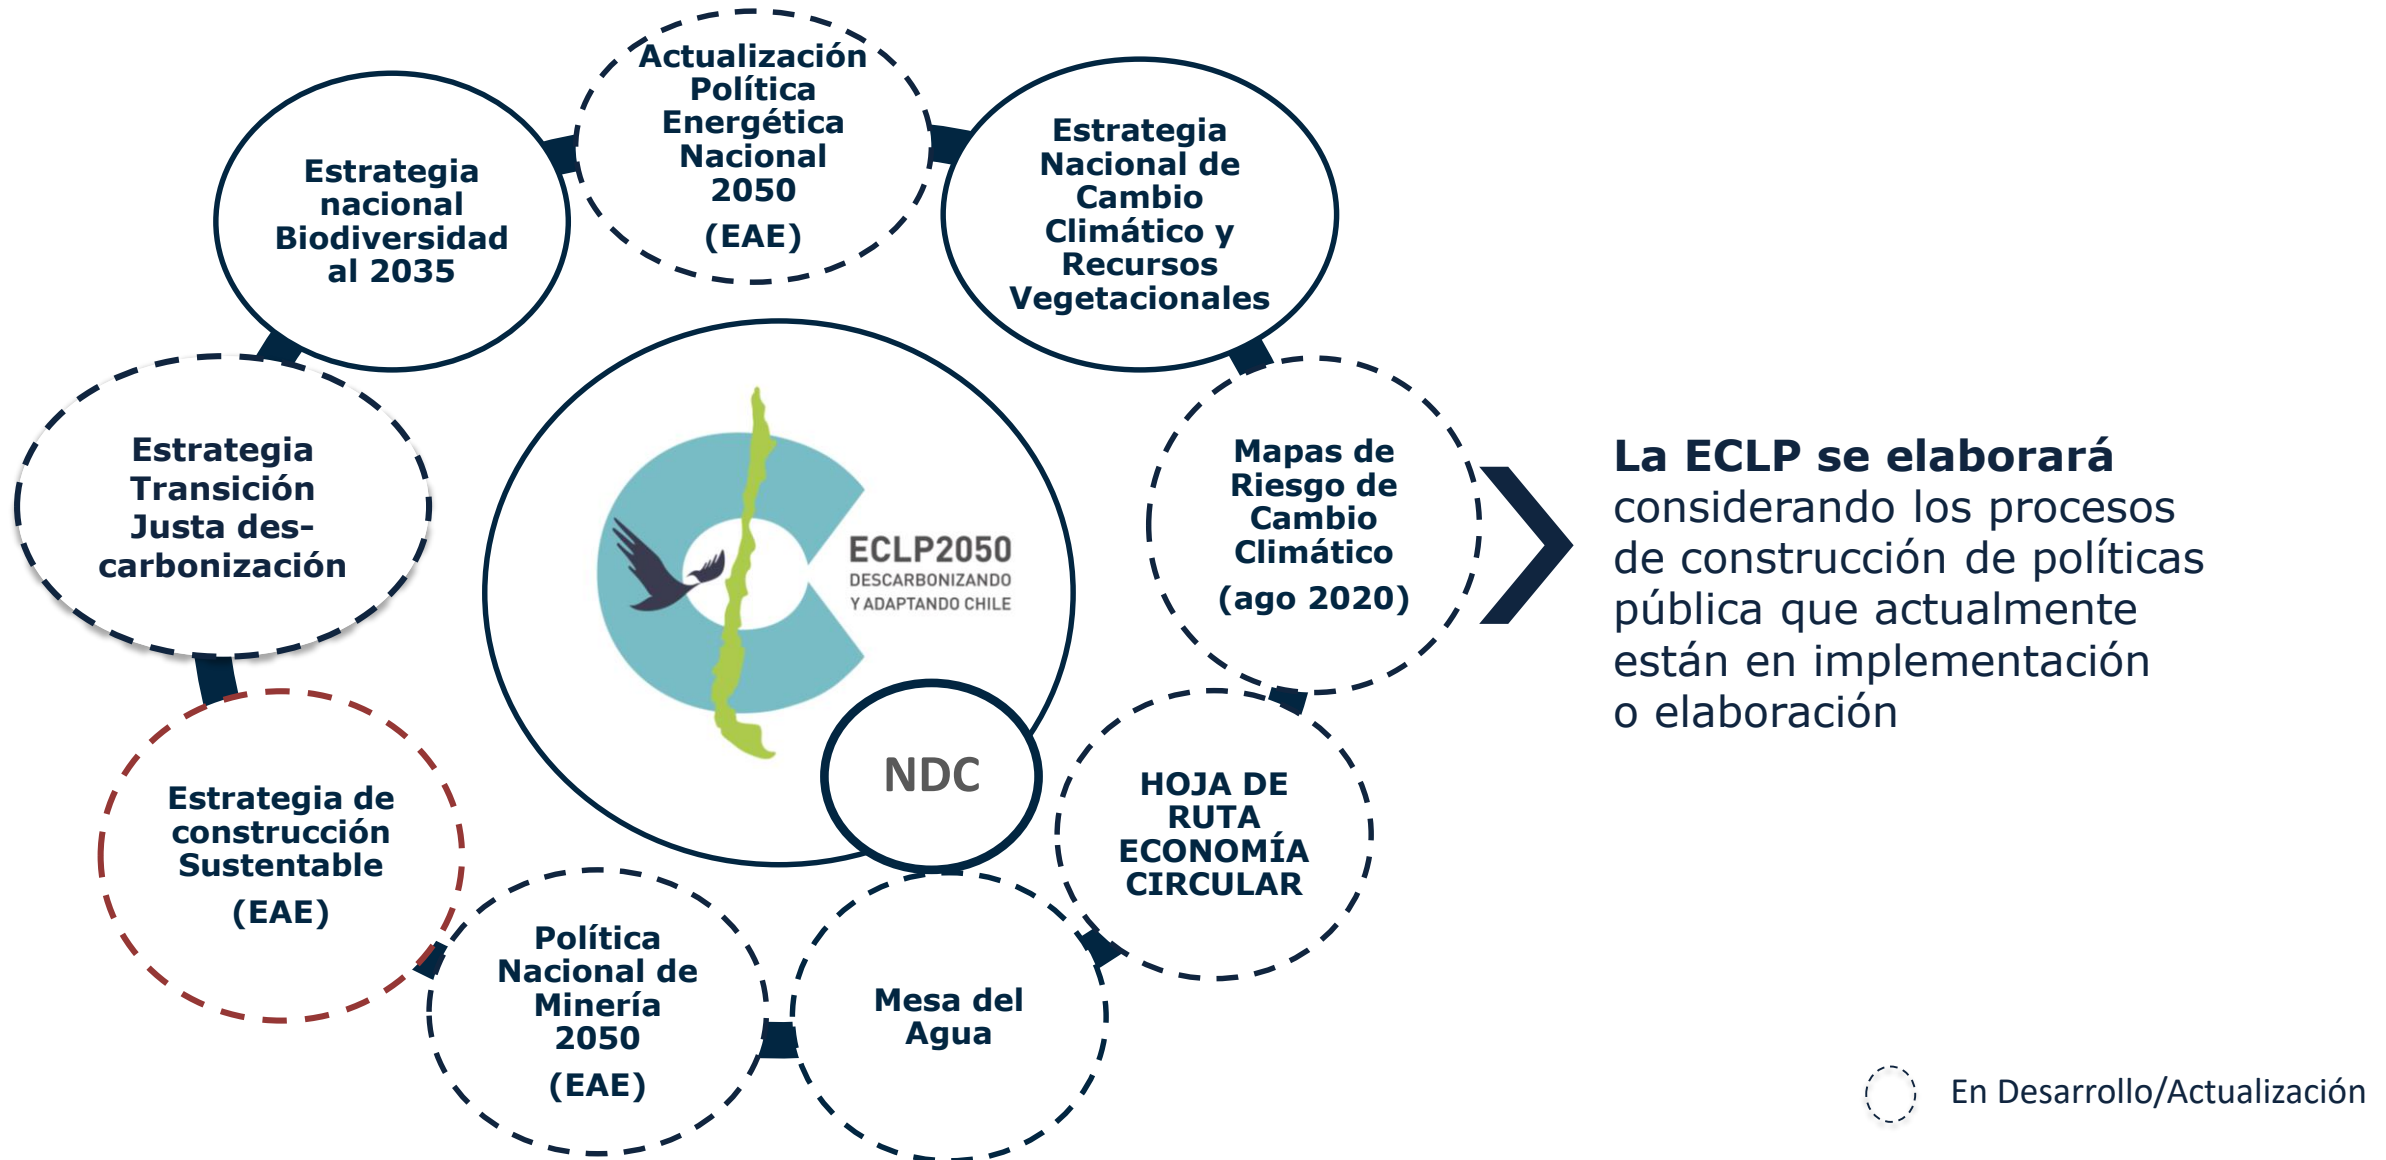 Actualización
Política
Energética
Nacional
2050
(EAE)
Estrategia
nacional
Biodiversidad
al 2035
Estrategia
Nacional de
Cambio
Climático y
Recursos
Vegetacionales
Estrategia
Transición
Justa des-
carbonización
Mapas de
Riesgo de
Cambio
Climático
(ago 2020)
ECLP2050
DESCARBONIZANDO
Y ADAPTANDO CHILE
NDC
Estrategia de
construcción
Sustentable
(EAE)
HOJA DE
RUTA
ECONOMÍA
CIRCULAR
Política
Nacional de
Minería
2050
(EAE)
Mesa del
Agua
La ECLP se elaborará
considerando los procesos
de construcción de políticas
pública que actualmente
están en implementación
o elaboración
En Desarrollo/Actualización